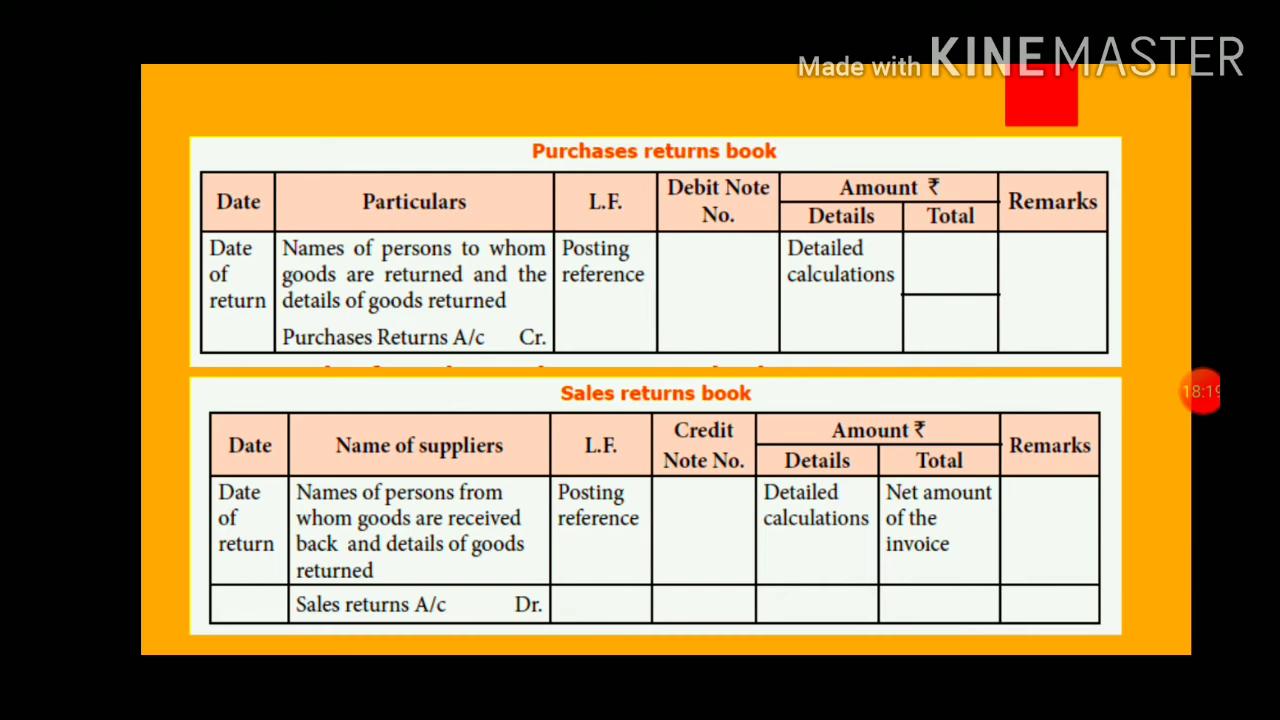 Made with KINEMASTER
Purchases returns book
Date Particulars L.F. Debit Note No. Amount ₹ Remarks
Details Total
Date of return
Names of persons to whom
goods are returned and the
details of goods returned
Purchases Returns A/c Cr.
Posting
reference
Detailed
calculations
Sales returns book
Date Name of suppliers L.F. Credit Note No. Amount ₹ Remarks
Details Total
Date of return
Names of persons from
whom goods are received
back and details of goods
returned
Posting
reference
Detailed
calculations
Net amount
of the
invoice
Sales returns A/c Dr.
18:19